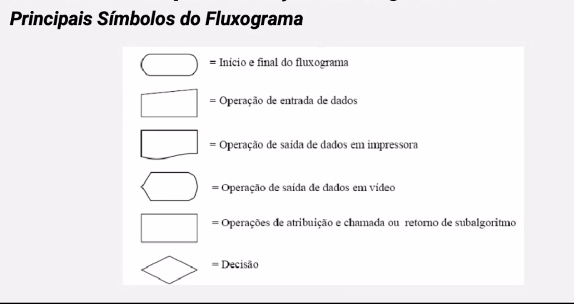 Principais Símbolos do Fluxograma
= Início e final do fluxograma
= Operação de entrada de dados
= Operação de saída de dados em impressora
= Operação de saída de dados em vídeo
= Operações de atribuição e chamada ou retorno de subalgoritmo
= Decisão